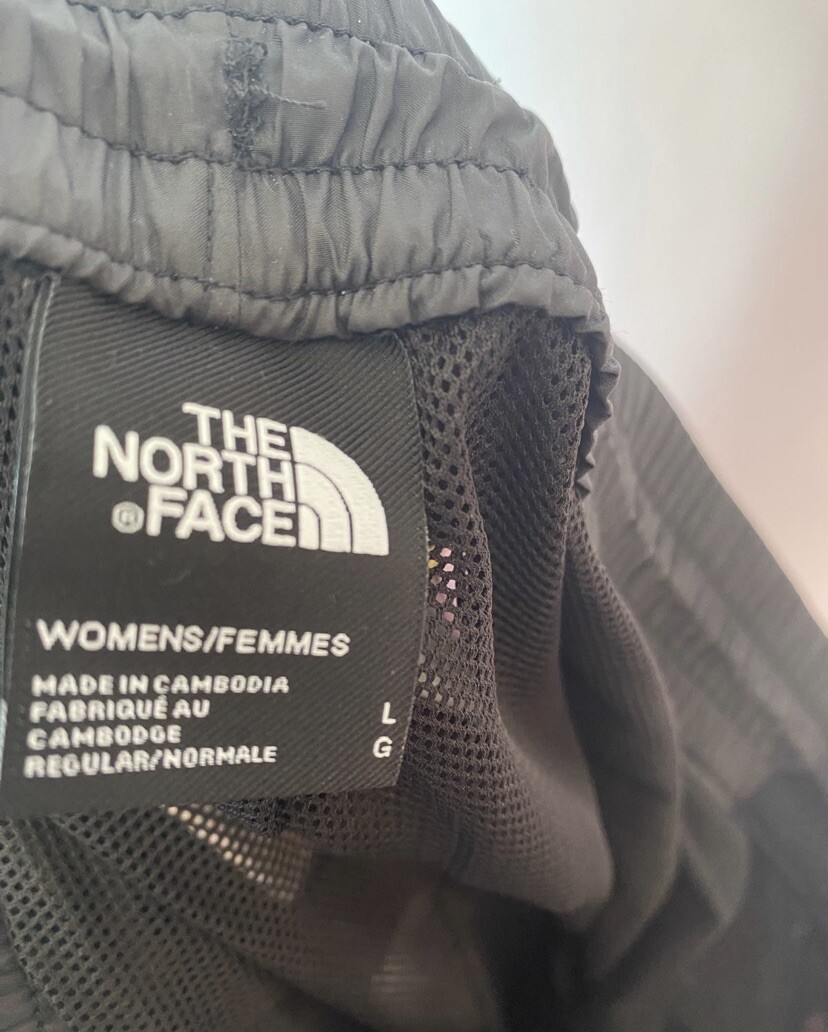 THE
NORTH
®FACE
WOMENS/FEMMES
MADE IN CAMBODIA
FABRIQUÉ AU
CAMBODGE
REGULAR/NORMALE
L
G